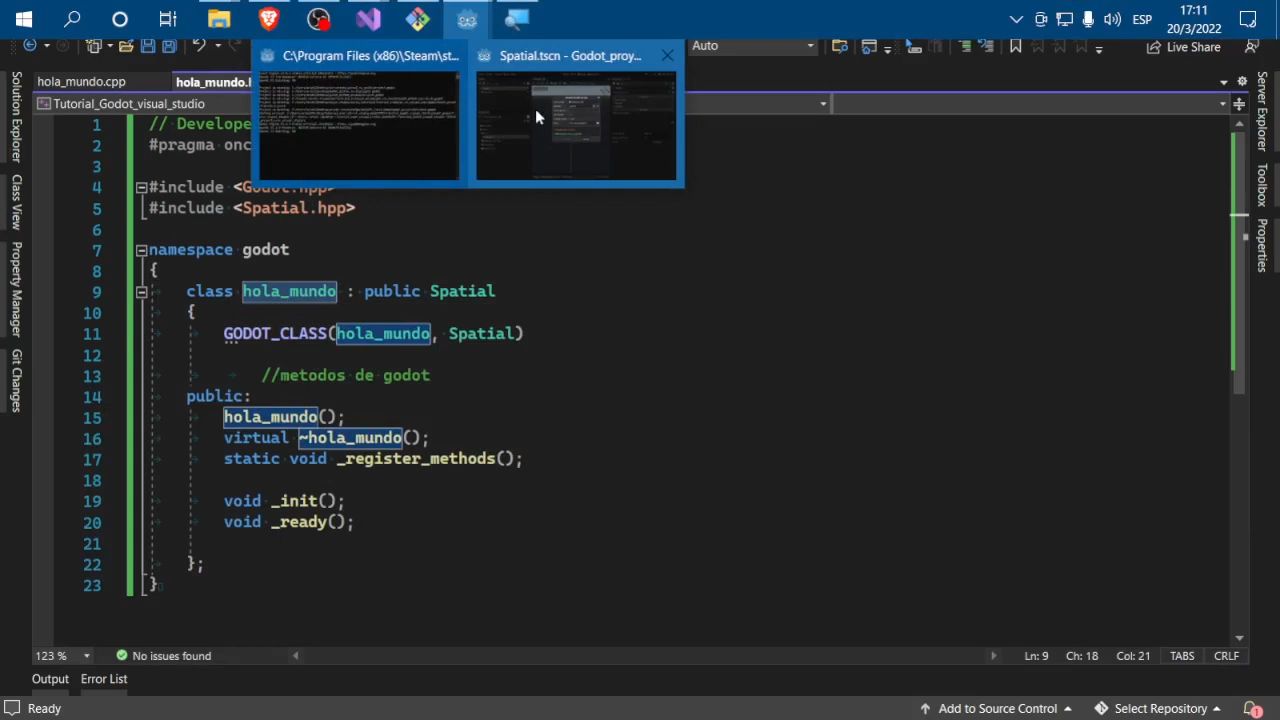 17:11
ESP
20/3/2022
Auto
Live Share
C:\Program Files (x86)\Steam\st...
Spatial.tscn - Godot_proy...
hola_mundo.cpp
hola_mundo.h
Tutorial_Godot_visual_studio
Class View
Property Manager
Git Changes
Toolbox
Properties
1 // Develope
2 #pragma onc
3
4 #include <Godot.hpp>
5 #include <Spatial.hpp>
6
7 namespace godot
8 {
9 class hola_mundo : public Spatial
10 {
11 GODOT_CLASS(hola_mundo, Spatial)
12
13 //metodos de godot
14 public:
15 hola_mundo();
16 virtual ~hola_mundo();
17 static void _register_methods();
18
19 void _init();
20 void _ready();
21
22 };
23 }
123 %
No issues found
Ln: 9 Ch: 18 Col: 21 TABS CRLF
Output Error List
Ready
Add to Source Control
Select Repository
1